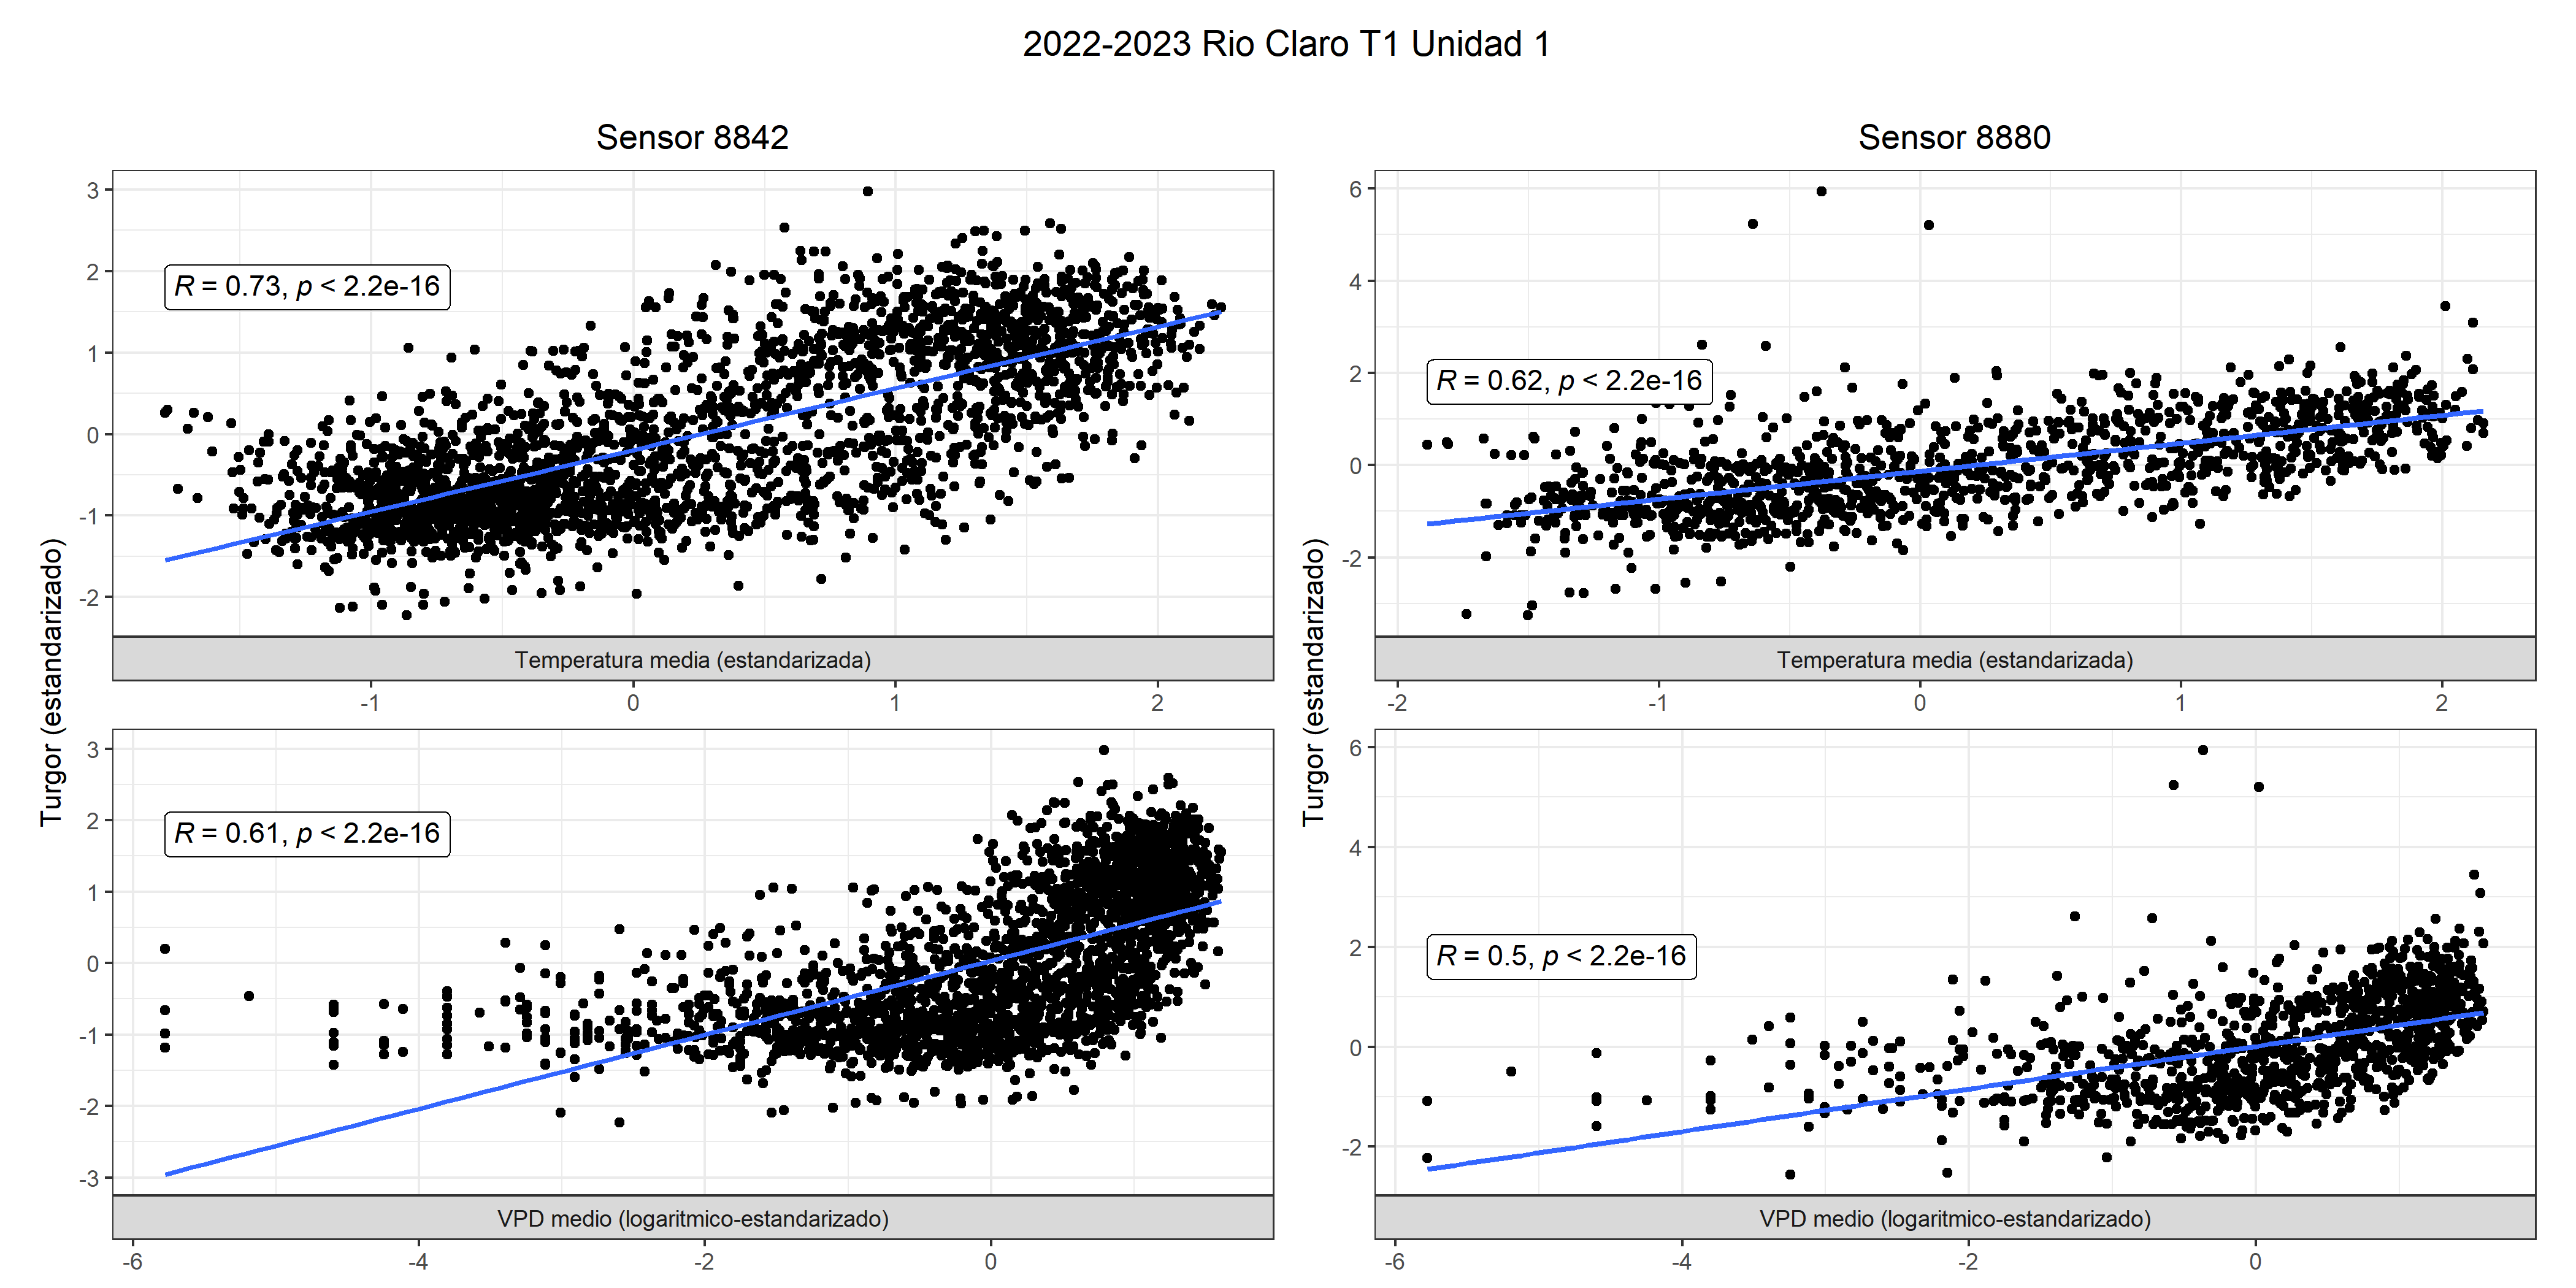 2022-2023 Rio Claro T1 Unidad 1
Sensor 8842
Turgor (estandarizado)
3
2
1
0
-1
-2
R = 0.73, p < 2.2e-16
Temperatura media (estandarizada)
-1 0 1 2
3
2
1
0
-1
-2
-3
R = 0.61, p < 2.2e-16
VPD medio (logaritmico-estandarizado)
-6 -4 -2 0
Sensor 8880
Turgor (estandarizado)
6
4
2
0
-2
R = 0.62, p < 2.2e-16
Temperatura media (estandarizada)
-2 -1 0 1 2
6
4
2
0
-2
R = 0.5, p < 2.2e-16
VPD medio (logaritmico-estandarizado)
-6 -4 -2 0